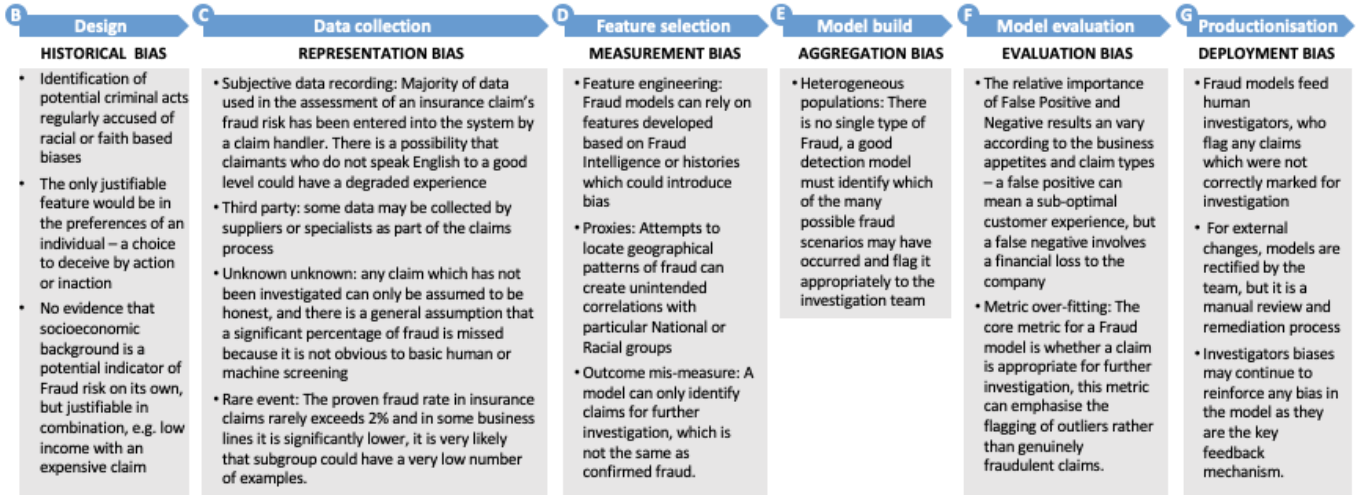 B Design
HISTORICAL BIAS
• Identification of
potential criminal acts
regularly accused of
racial or faith based
biases
• The only justifiable
feature would be in
the preferences of an
individual – a choice
to deceive by action
or inaction
• No evidence that
socioeconomic
background is a
potential indicator of
Fraud risk on its own,
but justifiable in
combination, e.g. low
income with an
expensive claim
C Data collection
REPRESENTATION BIAS
• Subjective data recording: Majority of data
used in the assessment of an insurance claim's
fraud risk has been entered into the system by
a claim handler. There is a possibility that
claimants who do not speak English to a good
level could have a degraded experience
• Third party: some data may be collected by
suppliers or specialists as part of the claims
process
• Unknown unknown: any claim which has not
been investigated can only be assumed to be
honest, and there is a general assumption that
a significant percentage of fraud is missed
because it is not obvious to basic human or
machine screening
• Rare event: The proven fraud rate in insurance
claims rarely exceeds 2% and in some business
lines it is significantly lower, it is very likely
that subgroup could have a very low number
of examples.
D Feature selection
MEASUREMENT BIAS
• Feature engineering:
Fraud models can rely on
features developed
based on Fraud
Intelligence or histories
which could introduce
bias
• Proxies: Attempts to
locate geographical
patterns of fraud can
create unintended
correlations with
particular National or
Racial groups
• Outcome mis-measure: A
model can only identify
claims for further
investigation, which is
not the same as
confirmed fraud.
E Model build
AGGREGATION BIAS
• Heterogeneous
populations: There
is no single type of
Fraud, a good
detection model
must identify which
of the many
possible fraud
scenarios may have
occurred and flag it
appropriately to the
investigation team
F Model evaluation
EVALUATION BIAS
• The relative importance
of False Positive and
Negative results an vary
according to the business
appetites and claim types
– a false positive can
mean a sub-optimal
customer experience, but
a false negative involves
a financial loss to the
company
• Metric over-fitting: The
core metric for a Fraud
model is whether a claim
is appropriate for further
investigation, this metric
can emphasise the
flagging of outliers rather
than genuinely
fraudulent claims.
G Productionisation
DEPLOYMENT BIAS
• Fraud models feed
human
investigators, who
flag any claims
which were not
correctly marked for
investigation
• For external
changes, models are
rectified by the
team, but it is a
manual review and
remediation process
• Investigators biases
may continue to
reinforce any bias in
the model as they
are the key
feedback
mechanism.